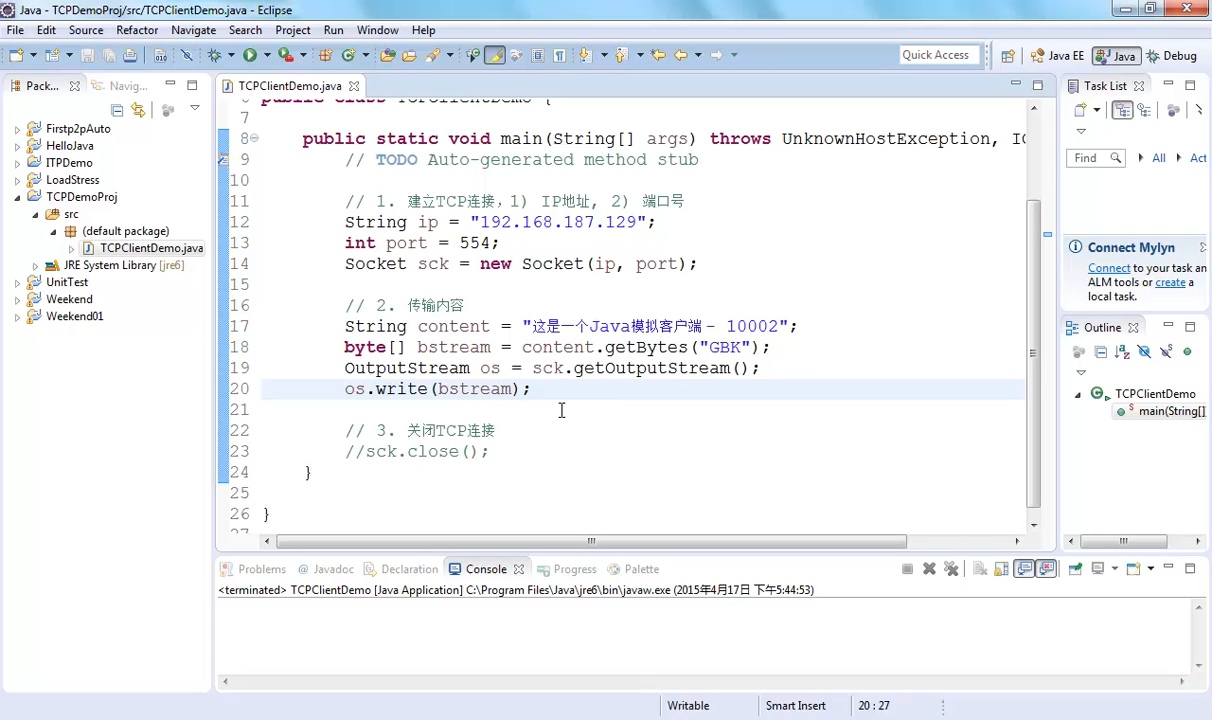 Java - TCPDemoProj/src/TCPClientDemo.java - Eclipse
File Edit Source Refactor Navigate Search Project Run Window Help
Quick Access Java EE Java Debug
Pack... Navig...
TCPClientDemo.java
Task List
Firstp2pAuto
HelloJava
ITPDemo
LoadStress
TCPDemoProj
src
(default package)
TCPClientDemo.java
JRE System Library [jre6]
UnitTest
Weekend
Weekend01
6 public class TCPClientDemo {
7
8 public static void main(String[] args) throws UnknownHostException, IO
9 // TODO Auto-generated method stub
10
11 // 1. 建立TCP连接，1) IP地址, 2) 端口号
12 String ip = "192.168.187.129";
13 int port = 554;
14 Socket sck = new Socket(ip, port);
15
16 // 2. 传输内容
17 String content = "这是一个Java模拟客户端 - 10002";
18 byte[] bstream = content.getBytes("GBK");
19 OutputStream os = sck.getOutputStream();
20 os.write(bstream);
21
22 // 3. 关闭TCP连接
23 //sck.close();
24 }
25
26 }
27
Find All Act
Connect Mylyn
Connect to your task an
ALM tools or create a
local task.
Outline
TCPClientDemo
main(String[]
Problems Javadoc Declaration Console Progress Palette
<terminated> TCPClientDemo [Java Application] C:\Program Files\Java\jre6\bin\javaw.exe (2015年4月17日 下午5:44:53)
Writable Smart Insert 20 : 27